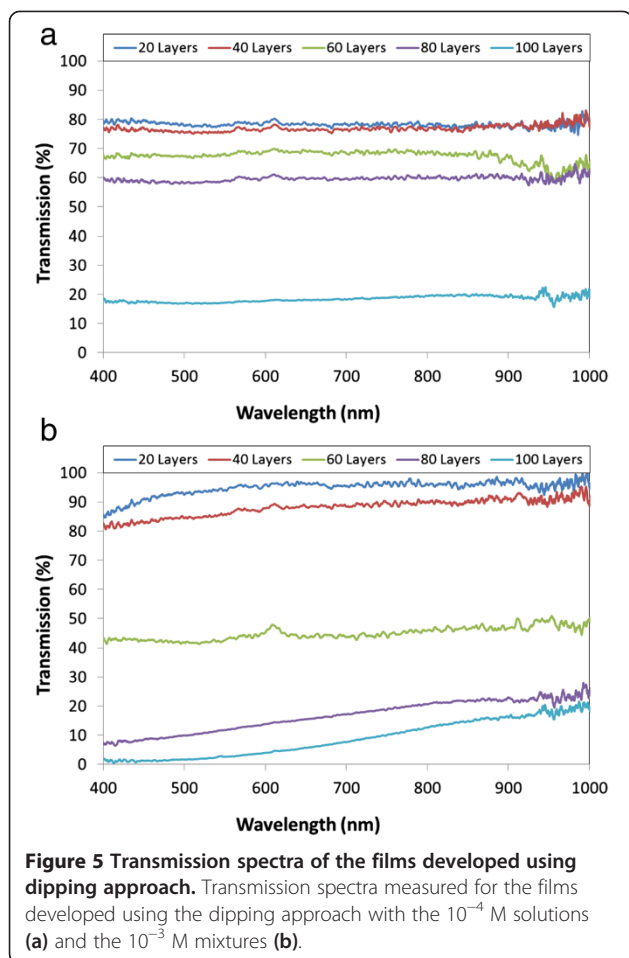 a
20 Layers 40 Layers 60 Layers 80 Layers 100 Layers
100
90
80
70
60
50
40
30
20
10
0
Transmission (%)
400 500 600 700 800 900 1000
Wavelength (nm)
b
20 Layers 40 Layers 60 Layers 80 Layers 100 Layers
100
90
80
70
60
50
40
30
20
10
0
Transmission (%)
400 500 600 700 800 900 1000
Wavelength (nm)
Figure 5 Transmission spectra of the films developed using
dipping approach. Transmission spectra measured for the films
developed using the dipping approach with the 10⁻⁴ M solutions
(a) and the 10⁻³ M mixtures (b).